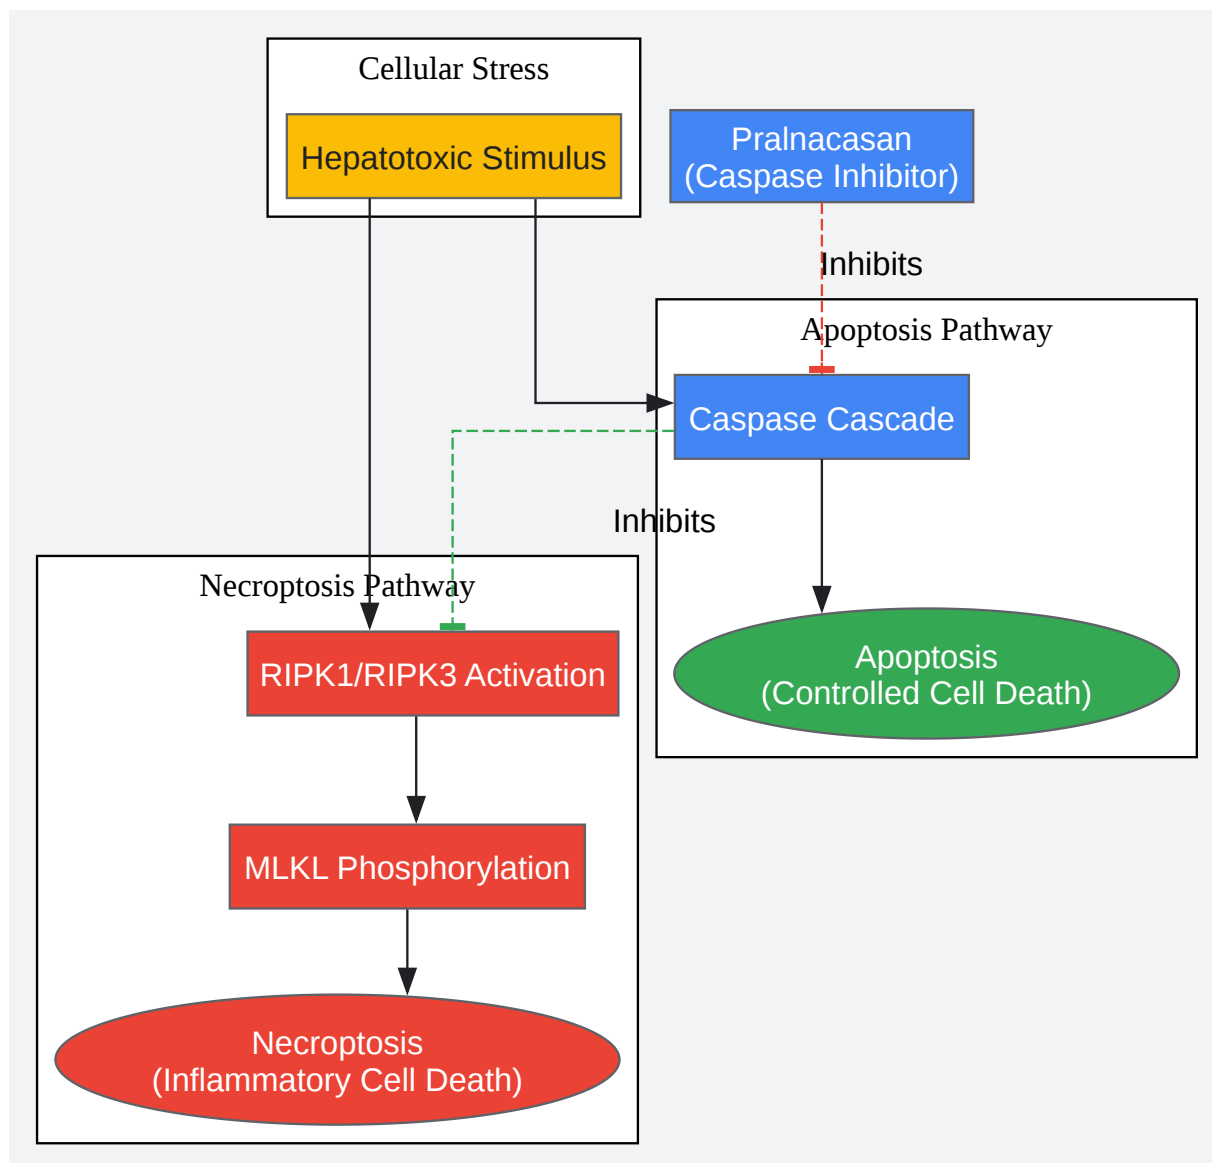 Cellular Stress
Hepatotoxic Stimulus
Pralnacasan
(Caspase Inhibitor)
Inhibits
Apoptosis Pathway
Caspase Cascade
Inhibits
Necroptosis Pathway
RIPK1/RIPK3 Activation
Apoptosis
(Controlled Cell Death)
MLKL Phosphorylation
Necroptosis
(Inflammatory Cell Death)